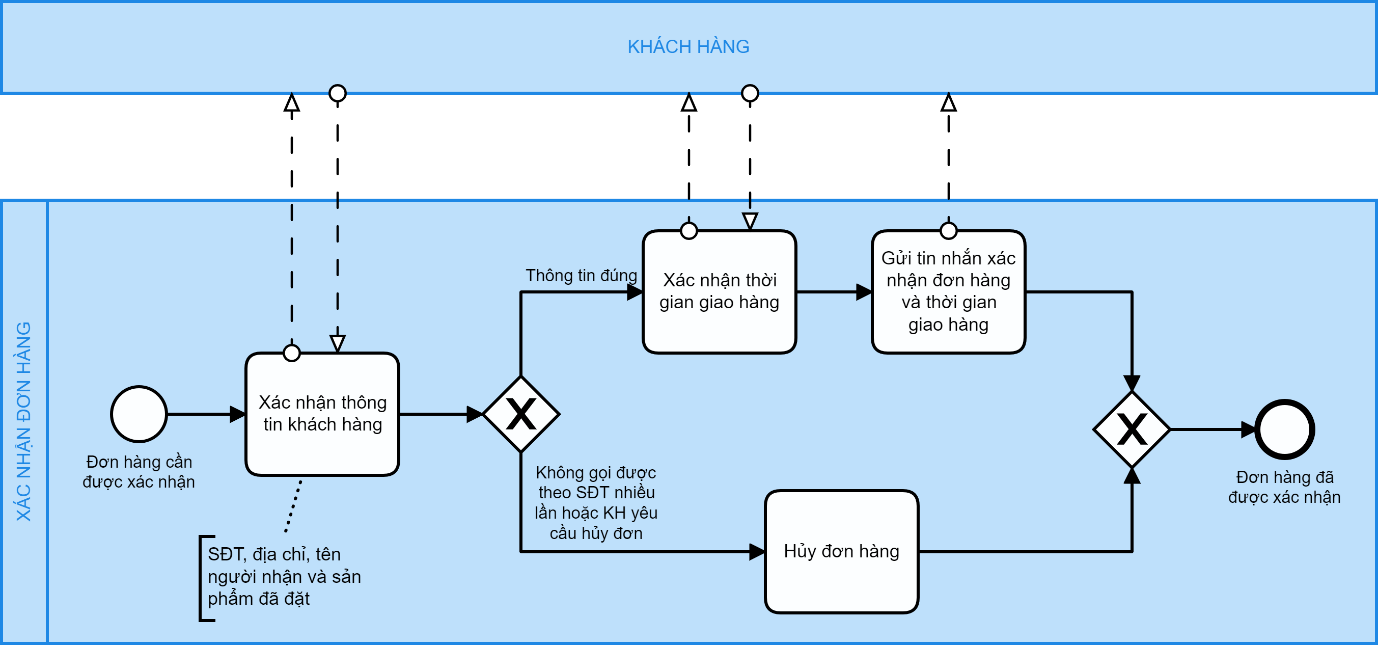 KHÁCH HÀNG
XÁC NHẬN ĐƠN HÀNG
Đơn hàng cần
được xác nhận
Xác nhận thông
tin khách hàng
SĐT, địa chỉ, tên
người nhận và sản
phẩm đã đặt
Thông tin đúng
Không gọi được
theo SĐT nhiều
lần hoặc KH yêu
cầu hủy đơn
Xác nhận thời
gian giao hàng
Gửi tin nhắn xác
nhận đơn hàng
và thời gian
giao hàng
Hủy đơn hàng
Đơn hàng đã
được xác nhận